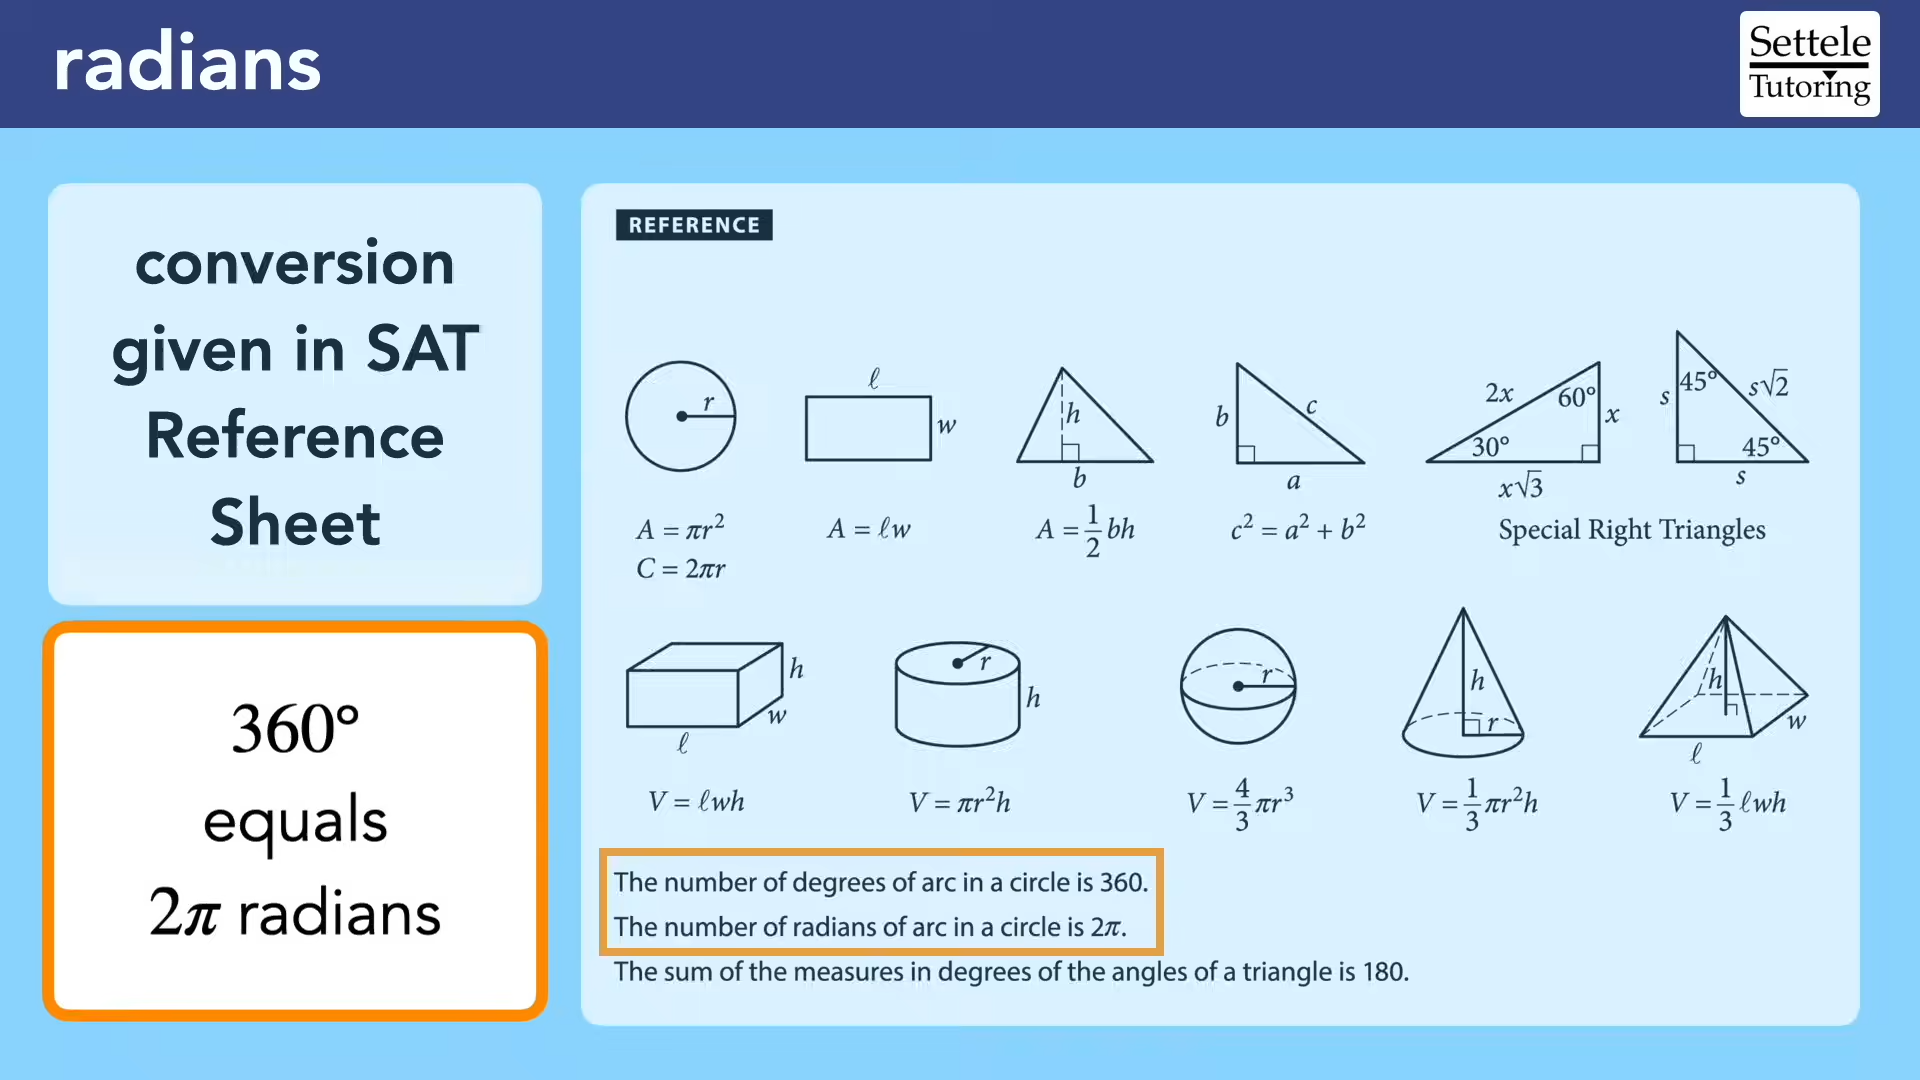 radians
Settele
Tutoring
conversion
given in SAT
Reference
Sheet
360°
equals
2π radians
REFERENCE
r
ℓ
w
h
b
b
c
a
2x
60°
x
30°
x√3
s
45°
s√2
45°
s
A = πr²
C = 2πr
A = ℓw
A = 1/2 bh
c² = a² + b²
Special Right Triangles
h
w
ℓ
r
h
r
h
r
h
w
ℓ
V = ℓwh
V = πr²h
V = 4/3 πr³
V = 1/3 πr²h
V = 1/3 ℓwh
The number of degrees of arc in a circle is 360.
The number of radians of arc in a circle is 2π.
The sum of the measures in degrees of the angles of a triangle is 180.